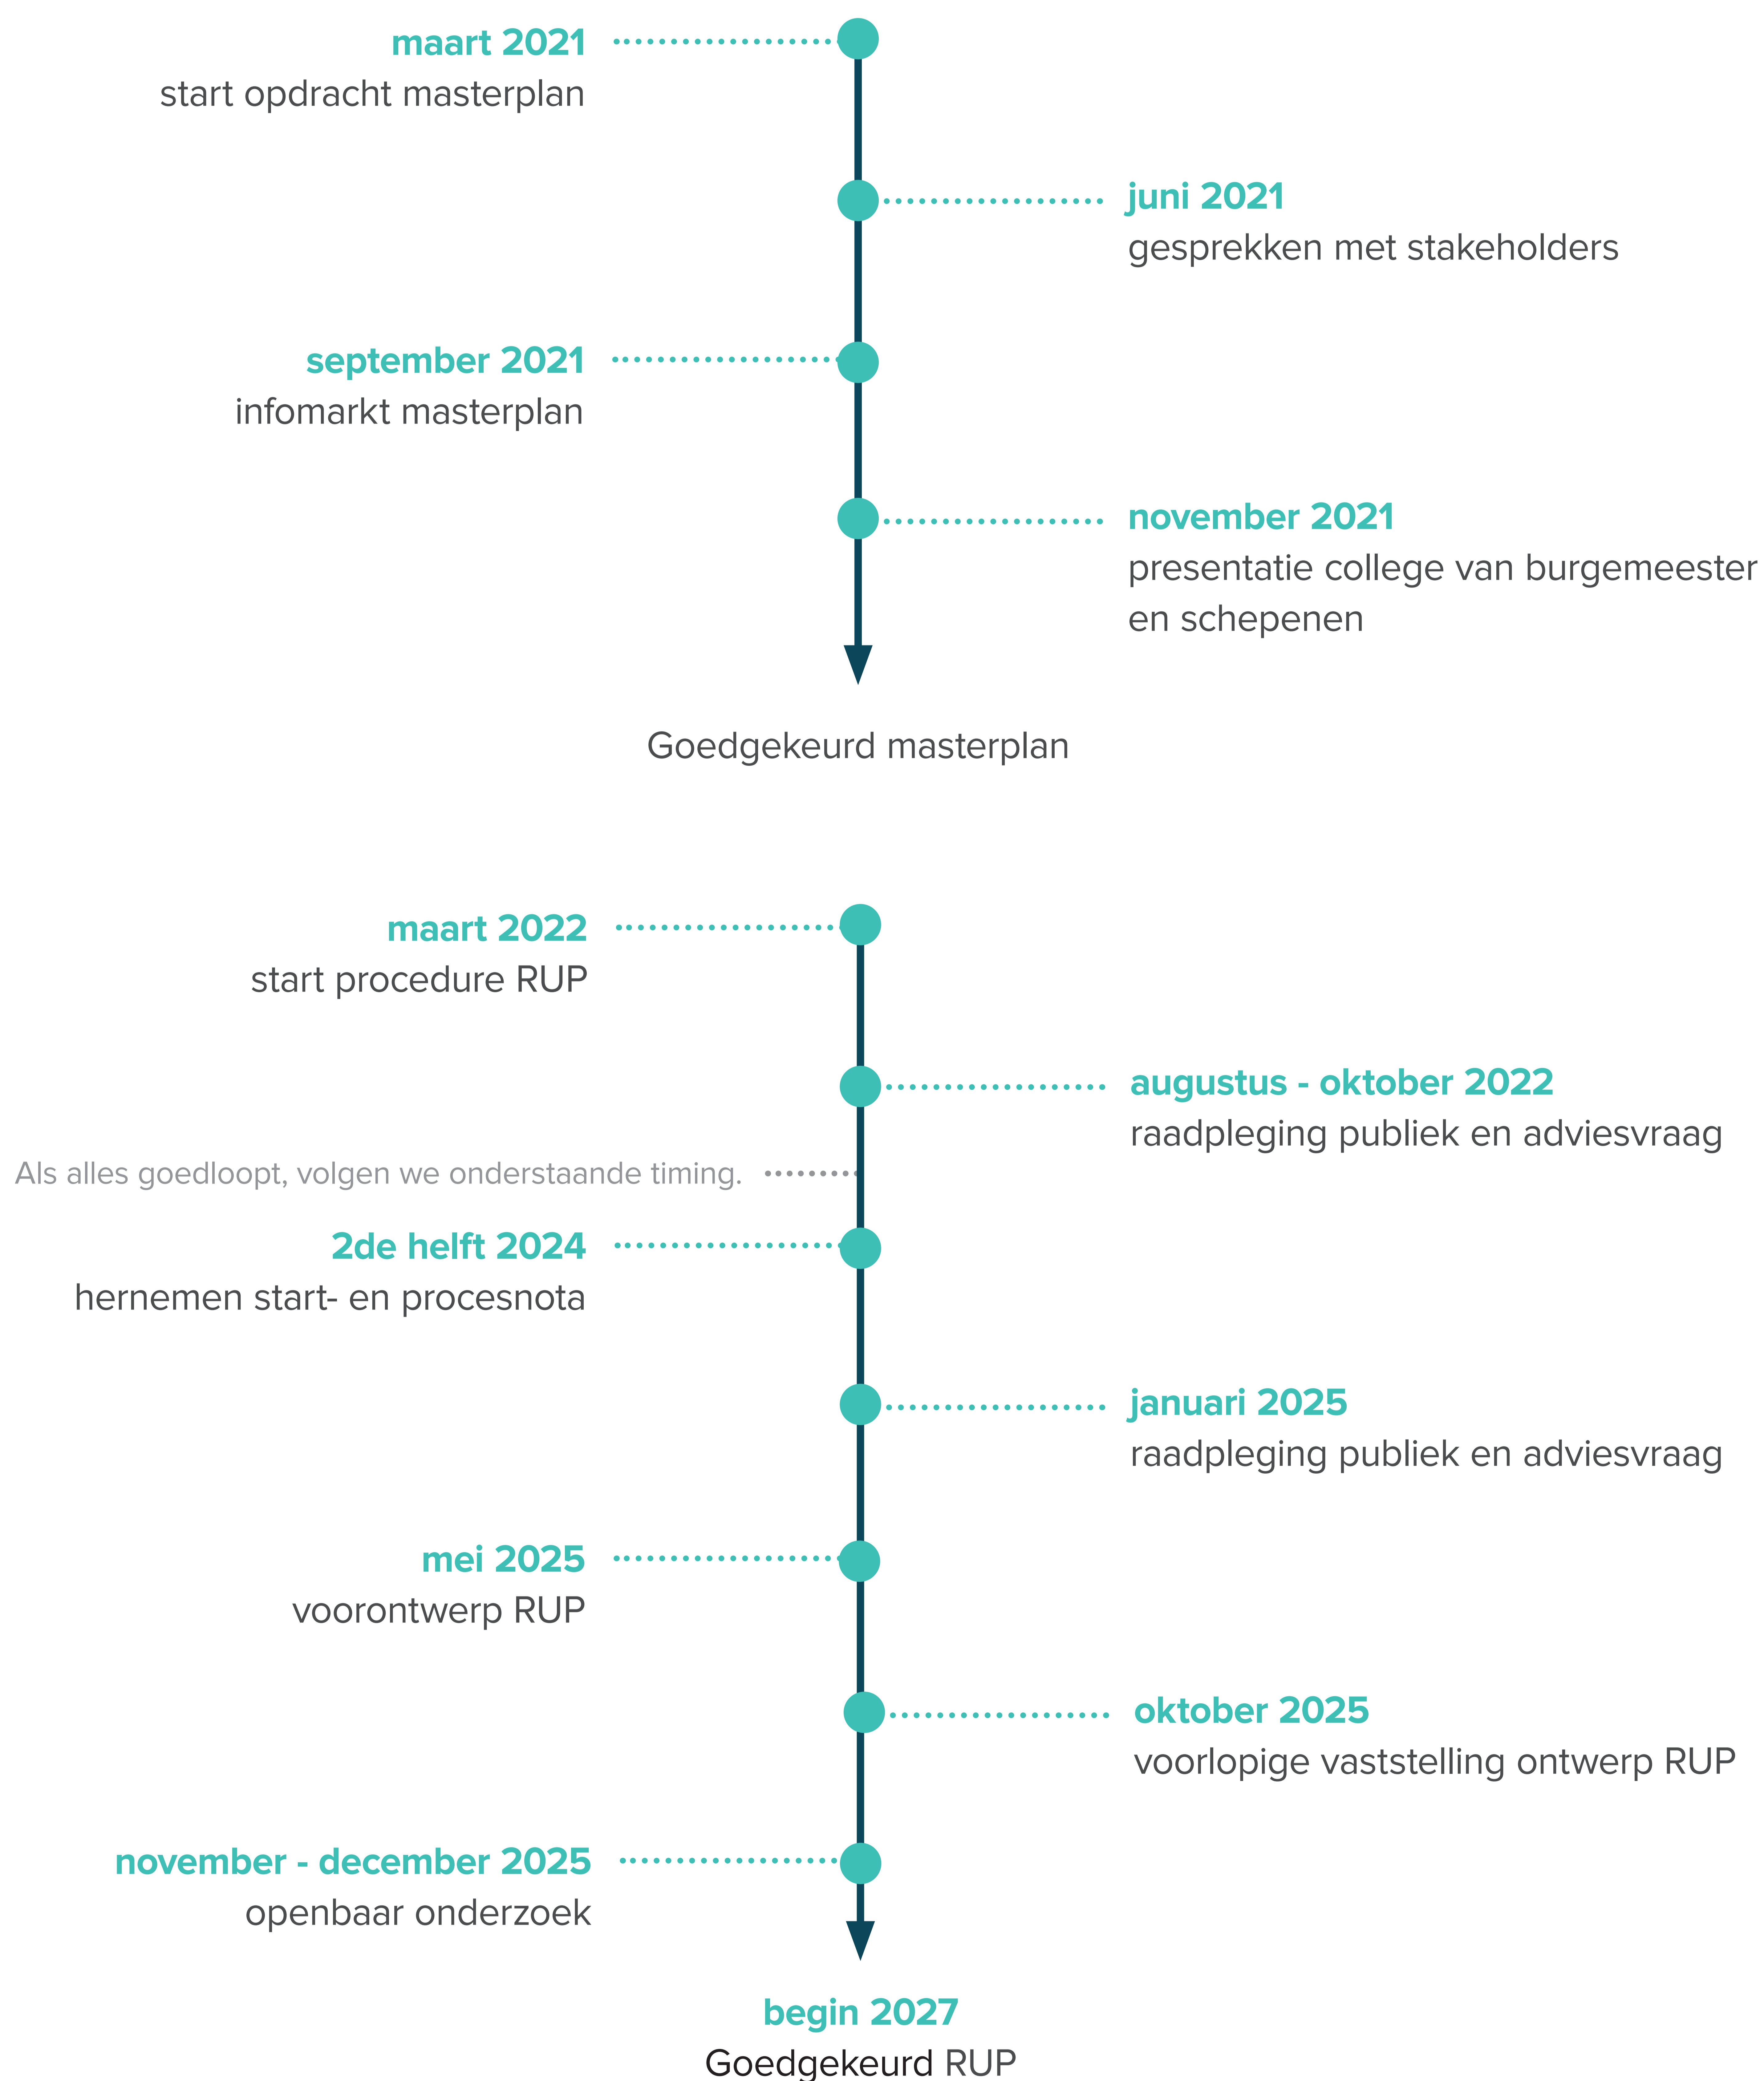 maart 2021
start opdracht masterplan
juni 2021
gesprekken met stakeholders
september 2021
infomarkt masterplan
november 2021
presentatie college van burgemeester
en schepenen
Goedgekeurd masterplan
maart 2022
start procedure RUP
augustus - oktober 2022
raadpleging publiek en adviesvraag
Als alles goedloopt, volgen we onderstaande timing.
2de helft 2024
hernemen start- en procesnota
januari 2025
raadpleging publiek en adviesvraag
mei 2025
voorontwerp RUP
oktober 2025
voorlopige vaststelling ontwerp RUP
november - december 2025
openbaar onderzoek
begin 2027
Goedgekeurd RUP